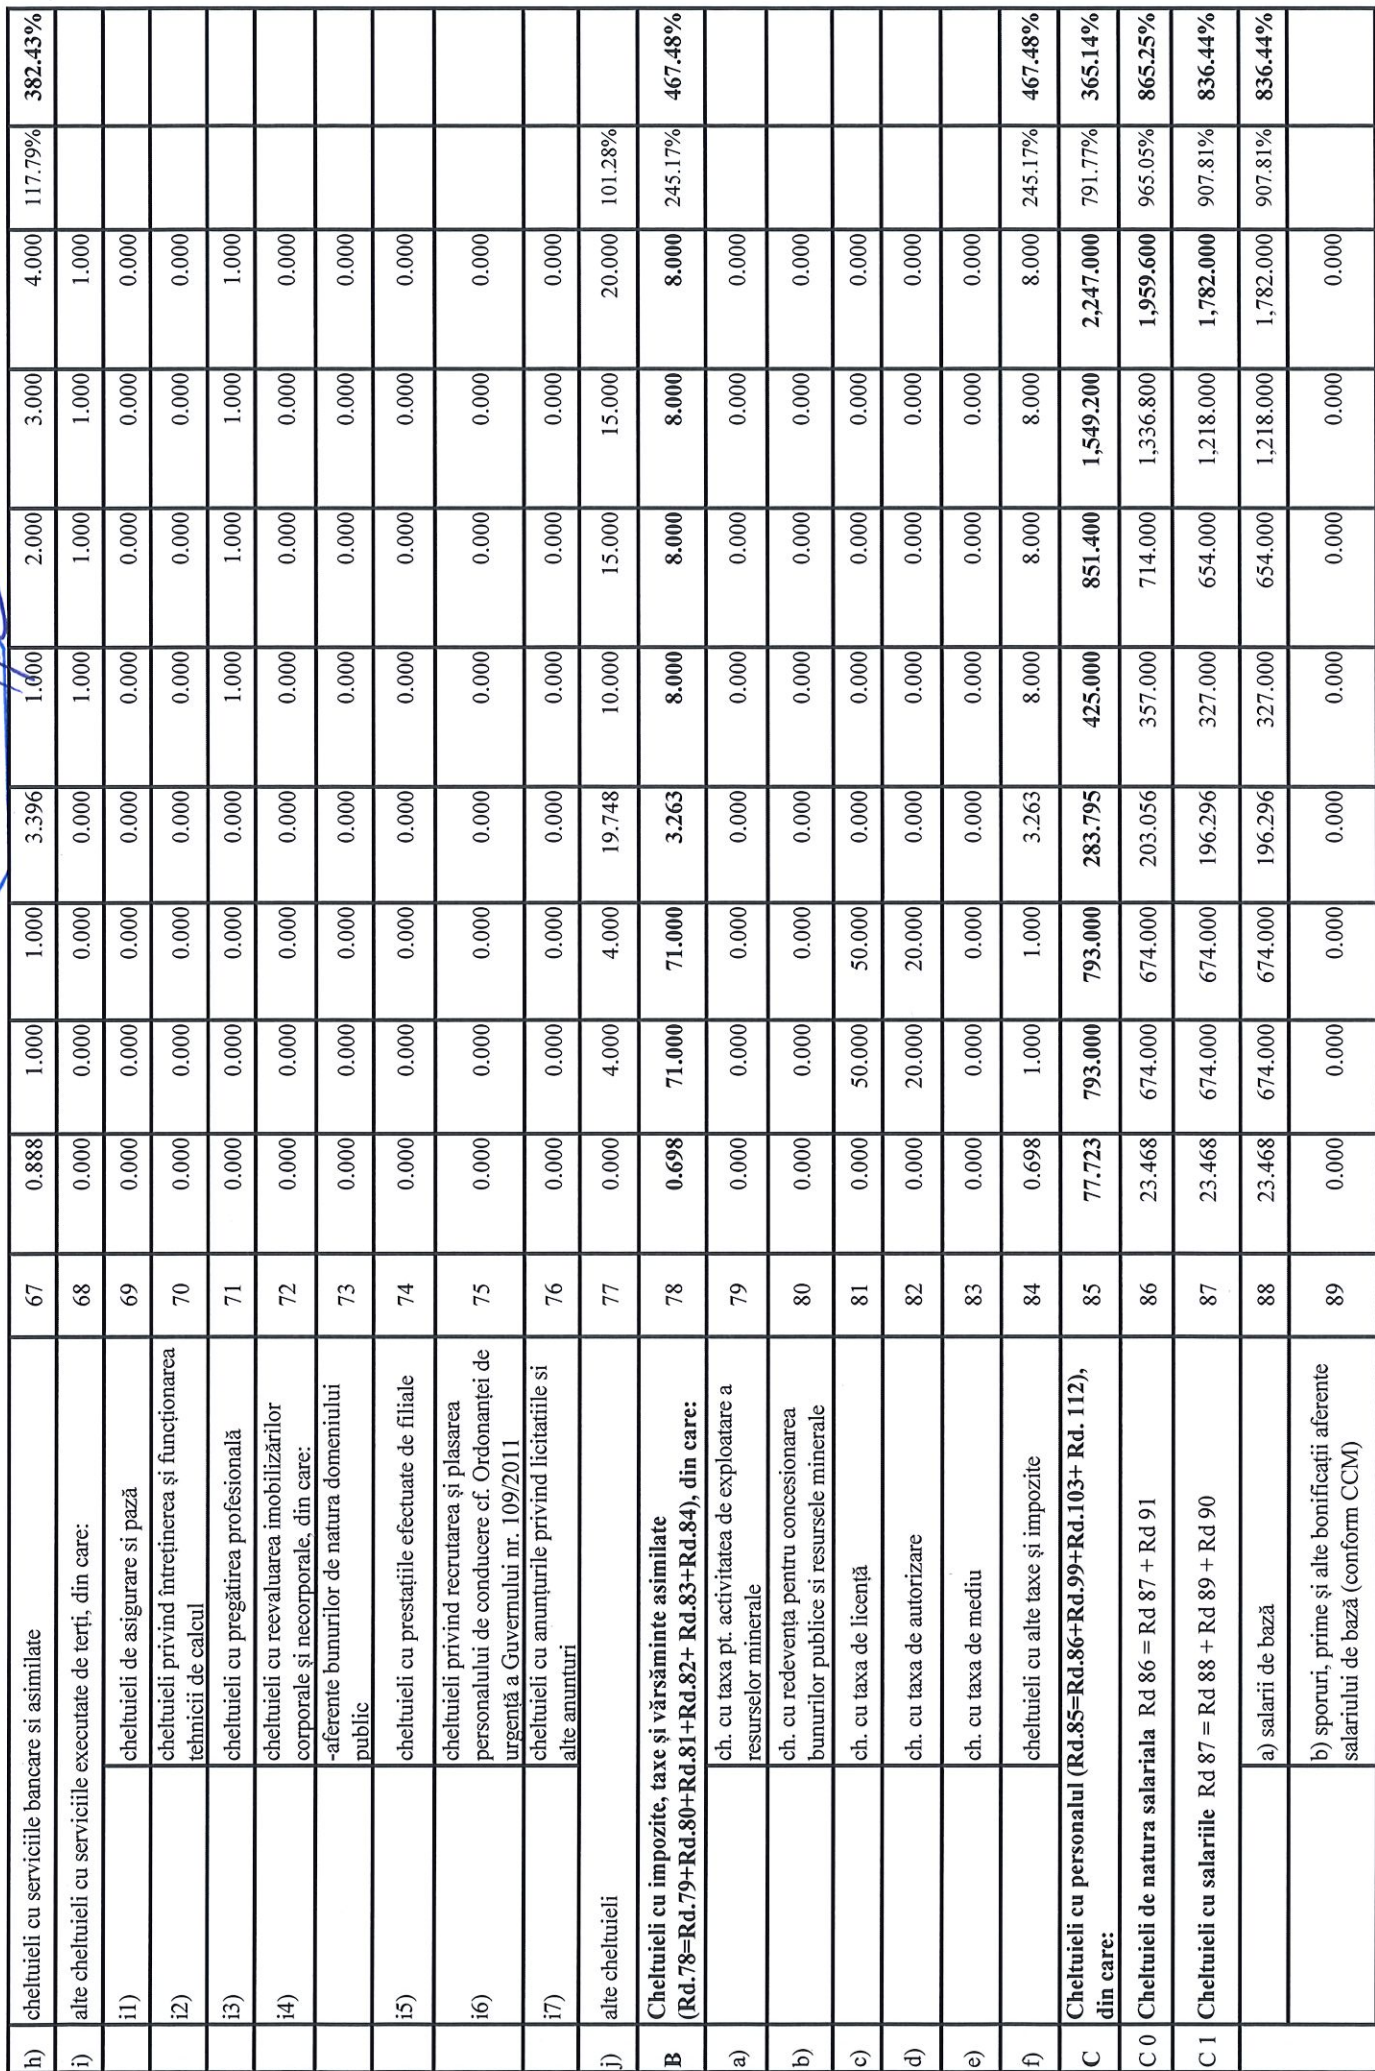 h) cheltuieli cu serviciile bancare si asimilate 67 0.888 1.000 1.000 3.396 1.000 2.000 3.000 4.000 117.79% 382.43%
i) alte cheltuieli cu serviciile executate de terți, din care: 68 0.000 0.000 0.000 0.000 1.000 1.000 1.000 1.000
i1) cheltuieli de asigurare si pază 69 0.000 0.000 0.000 0.000 0.000 0.000 0.000 0.000
i2) cheltuieli privind întreținerea și funcționarea
tehnicii de calcul 70 0.000 0.000 0.000 0.000 0.000 0.000 0.000 0.000
i3) cheltuieli cu pregătirea profesională 71 0.000 0.000 0.000 0.000 1.000 1.000 1.000 1.000
i4) cheltuieli cu reevaluarea imobilizărilor
corporale și necorporale, din care: 72 0.000 0.000 0.000 0.000 0.000 0.000 0.000 0.000
-aferente bunurilor de natura domeniului
public 73 0.000 0.000 0.000 0.000 0.000 0.000 0.000 0.000
i5) cheltuieli cu prestațiile efectuate de filiale 74 0.000 0.000 0.000 0.000 0.000 0.000 0.000 0.000
i6) cheltuieli privind recrutarea și plasarea
personalului de conducere cf. Ordonanței de
urgență a Guvernului nr. 109/2011 75 0.000 0.000 0.000 0.000 0.000 0.000 0.000 0.000
i7) cheltuieli cu anunțurile privind licitatiile si
alte anunturi 76 0.000 0.000 0.000 0.000 0.000 0.000 0.000 0.000
j) alte cheltuieli 77 0.000 4.000 4.000 19.748 10.000 15.000 15.000 20.000 101.28%
B Cheltuieli cu impozite, taxe și vărsăminte asimilate
(Rd.78=Rd.79+Rd.80+Rd.81+Rd.82+ Rd.83+Rd.84), din care: 78 0.698 71.000 71.000 3.263 8.000 8.000 8.000 8.000 245.17% 467.48%
a) ch. cu taxa pt. activitatea de exploatare a
resurselor minerale 79 0.000 0.000 0.000 0.000 0.000 0.000 0.000 0.000
b) ch. cu redevența pentru concesionarea
bunurilor publice si resursele minerale 80 0.000 0.000 0.000 0.000 0.000 0.000 0.000 0.000
c) ch. cu taxa de licență 81 0.000 50.000 50.000 0.000 0.000 0.000 0.000 0.000
d) ch. cu taxa de autorizare 82 0.000 20.000 20.000 0.000 0.000 0.000 0.000 0.000
e) ch. cu taxa de mediu 83 0.000 0.000 0.000 0.000 0.000 0.000 0.000 0.000
f) cheltuieli cu alte taxe și impozite 84 0.698 1.000 1.000 3.263 8.000 8.000 8.000 8.000 245.17% 467.48%
C Cheltuieli cu personalul (Rd.85=Rd.86+Rd.99+Rd.103+ Rd. 112),
din care: 85 77.723 793.000 793.000 283.795 425.000 851.400 1,549.200 2,247.000 791.77% 365.14%
C 0 Cheltuieli de natura salariala Rd 86 = Rd 87 + Rd 91 86 23.468 674.000 674.000 203.056 357.000 714.000 1,336.800 1,959.600 965.05% 865.25%
C 1 Cheltuieli cu salariile Rd 87 = Rd 88 + Rd 89 + Rd 90 87 23.468 674.000 674.000 196.296 327.000 654.000 1,218.000 1,782.000 907.81% 836.44%
a) salarii de bază 88 23.468 674.000 674.000 196.296 327.000 654.000 1,218.000 1,782.000 907.81% 836.44%
b) sporuri, prime și alte bonificații aferente
salariului de bază (conform CCM) 89 0.000 0.000 0.000 0.000 0.000 0.000 0.000 0.000